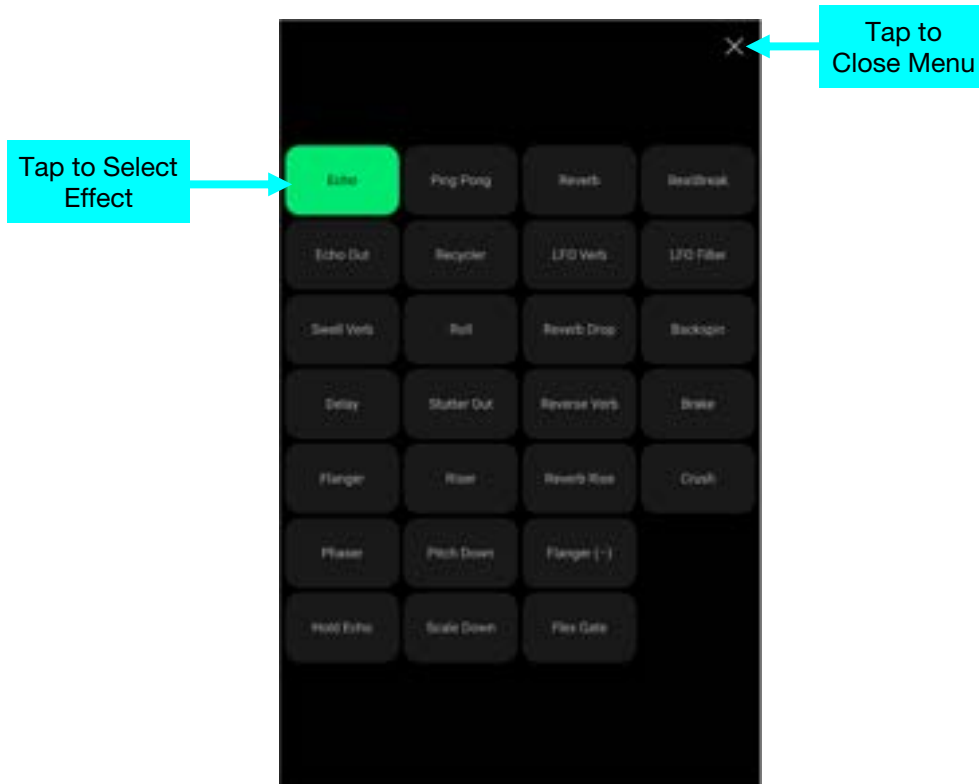 Tap to
Close Menu
Tap to Select
Effect
Echo Ping Pong Reverb BeatBreak
Echo Out Recycler LFO Verb LFO Filter
Swell Verb Roll Reverb Drop Backspin
Delay Stutter Out Reverse Verb Brake
Flanger Riser Reverb Rise Crush
Phaser Pitch Down Flanger (-)
Hold Echo Scale Down Flex Gate